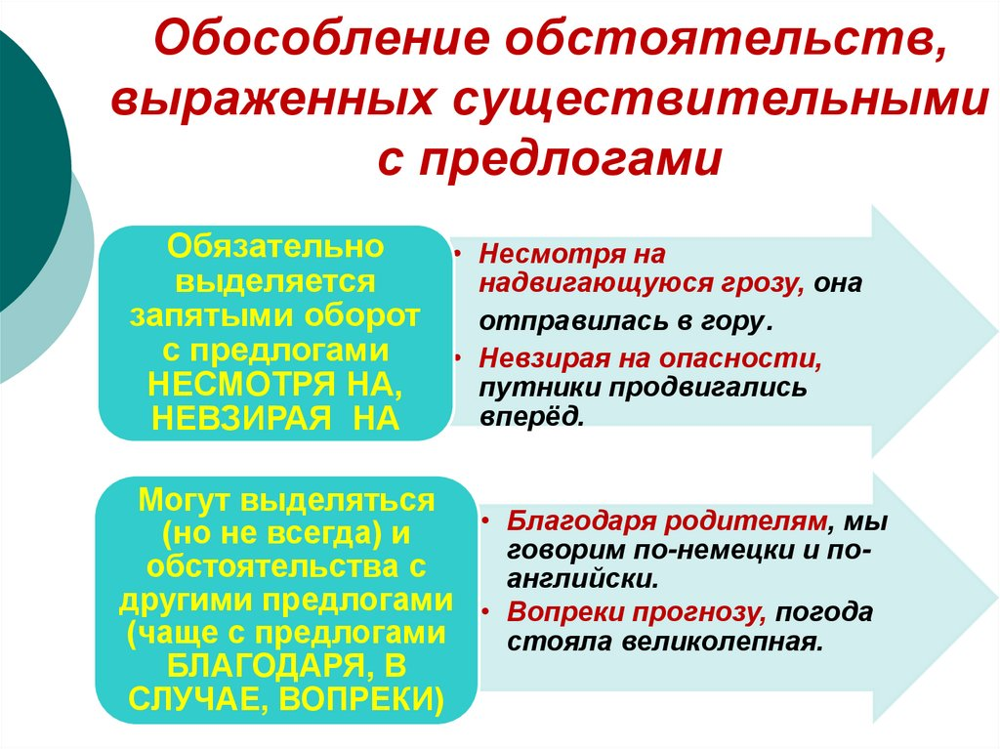 Обособление обстоятельств,
выраженных существительными
с предлогами
Обязательно
выделяется
запятыми оборот
с предлогами
НЕСМОТРЯ НА,
НЕВЗИРАЯ НА
• Несмотря на
надвигающуюся грозу, она
отправилась в гору.
• Невзирая на опасности,
путники продвигались
вперёд.
Могут выделяться
(но не всегда) и
обстоятельства с
другими предлогами
(чаще с предлогами
БЛАГОДАРЯ, В
СЛУЧАЕ, ВОПРЕКИ)
• Благодаря родителям, мы
говорим по-немецки и по-
английски.
• Вопреки прогнозу, погода
стояла великолепная.